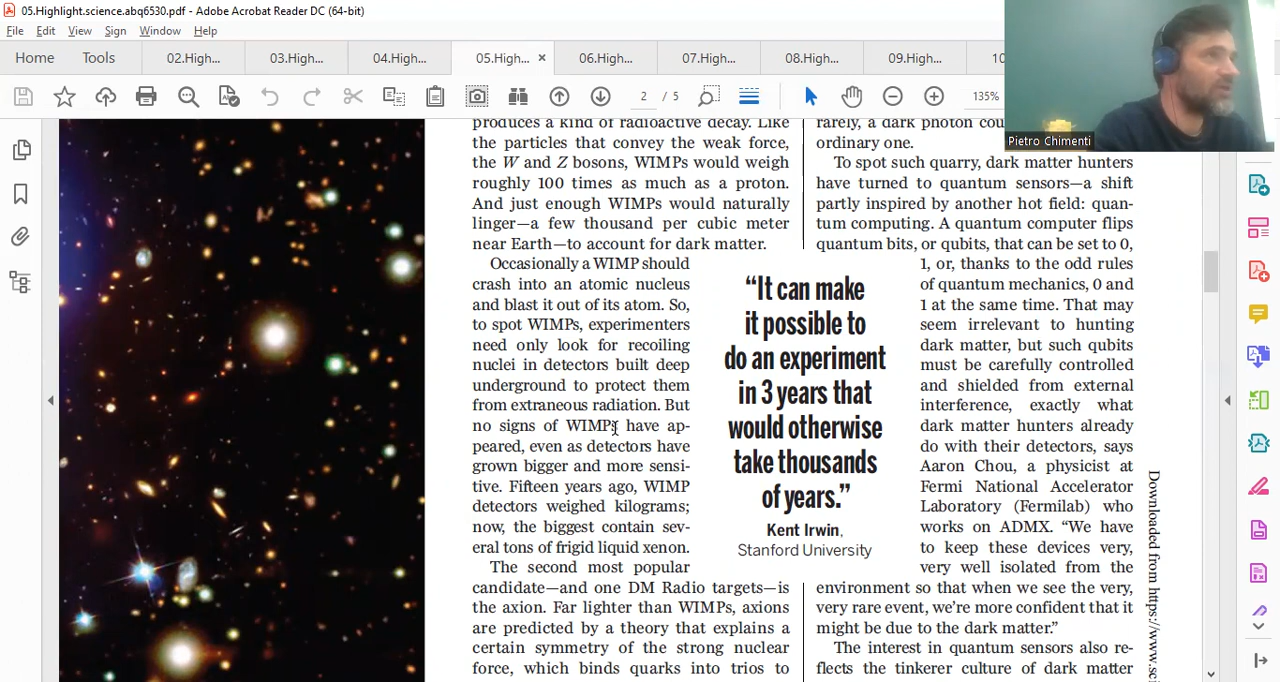 05.Highlight.science.abq6530.pdf - Adobe Acrobat Reader DC (64-bit)
File Edit View Sign Window Help
Home Tools 02.High... 03.High... 04.High... 05.High... 06.High... 07.High... 08.High... 09.High... 10
2 / 5 135%
Pietro Chimenti
produces a kind of radioactive decay. Like
the particles that convey the weak force,
the W and Z bosons, WIMPs would weigh
roughly 100 times as much as a proton.
And just enough WIMPs would naturally
linger—a few thousand per cubic meter
near Earth—to account for dark matter.
Occasionally a WIMP should
crash into an atomic nucleus
and blast it out of its atom. So,
to spot WIMPs, experimenters
need only look for recoiling
nuclei in detectors built deep
underground to protect them
from extraneous radiation. But
no signs of WIMPs have ap-
peared, even as detectors have
grown bigger and more sensi-
tive. Fifteen years ago, WIMP
detectors weighed kilograms;
now, the biggest contain sev-
eral tons of frigid liquid xenon.
The second most popular
candidate—and one DM Radio targets—is
the axion. Far lighter than WIMPs, axions
are predicted by a theory that explains a
certain symmetry of the strong nuclear
force, which binds quarks into trios to
“It can make
it possible to
do an experiment
in 3 years that
would otherwise
take thousands
of years.”
Kent Irwin,
Stanford University
rarely, a dark photon cou
ordinary one.
To spot such quarry, dark matter hunters
have turned to quantum sensors—a shift
partly inspired by another hot field: quan-
tum computing. A quantum computer flips
quantum bits, or qubits, that can be set to 0,
1, or, thanks to the odd rules
of quantum mechanics, 0 and
1 at the same time. That may
seem irrelevant to hunting
dark matter, but such qubits
must be carefully controlled
and shielded from external
interference, exactly what
dark matter hunters already
do with their detectors, says
Aaron Chou, a physicist at
Fermi National Accelerator
Laboratory (Fermilab) who
works on ADMX. “We have
to keep these devices very,
very well isolated from the
environment so that when we see the very,
very rare event, we’re more confident that it
might be due to the dark matter.”
The interest in quantum sensors also re-
flects the tinkerer culture of dark matter
Downloaded from https://www.sci